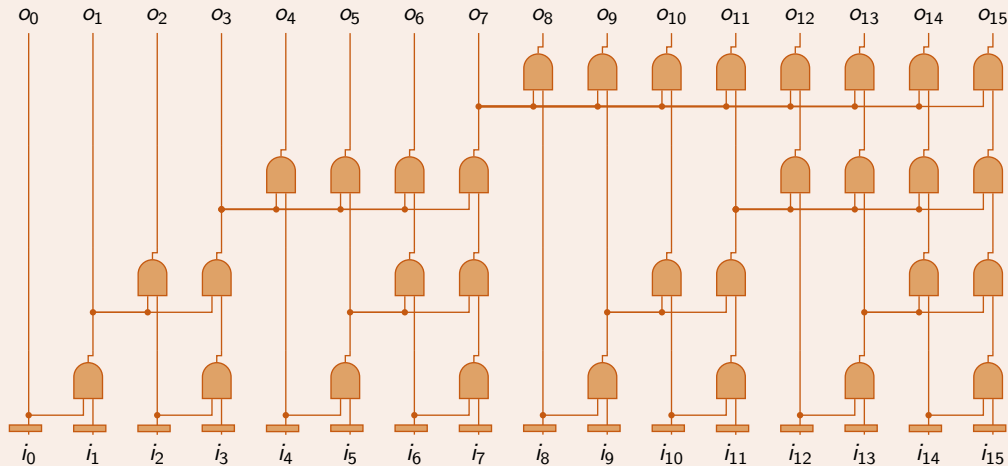 o₀ o₁ o₂ o₃ o₄ o₅ o₆ o₇ o₈ o₉ o₁₀ o₁₁ o₁₂ o₁₃ o₁₄ o₁₅
i₀ i₁ i₂ i₃ i₄ i₅ i₆ i₇ i₈ i₉ i₁₀ i₁₁ i₁₂ i₁₃ i₁₄ i₁₅